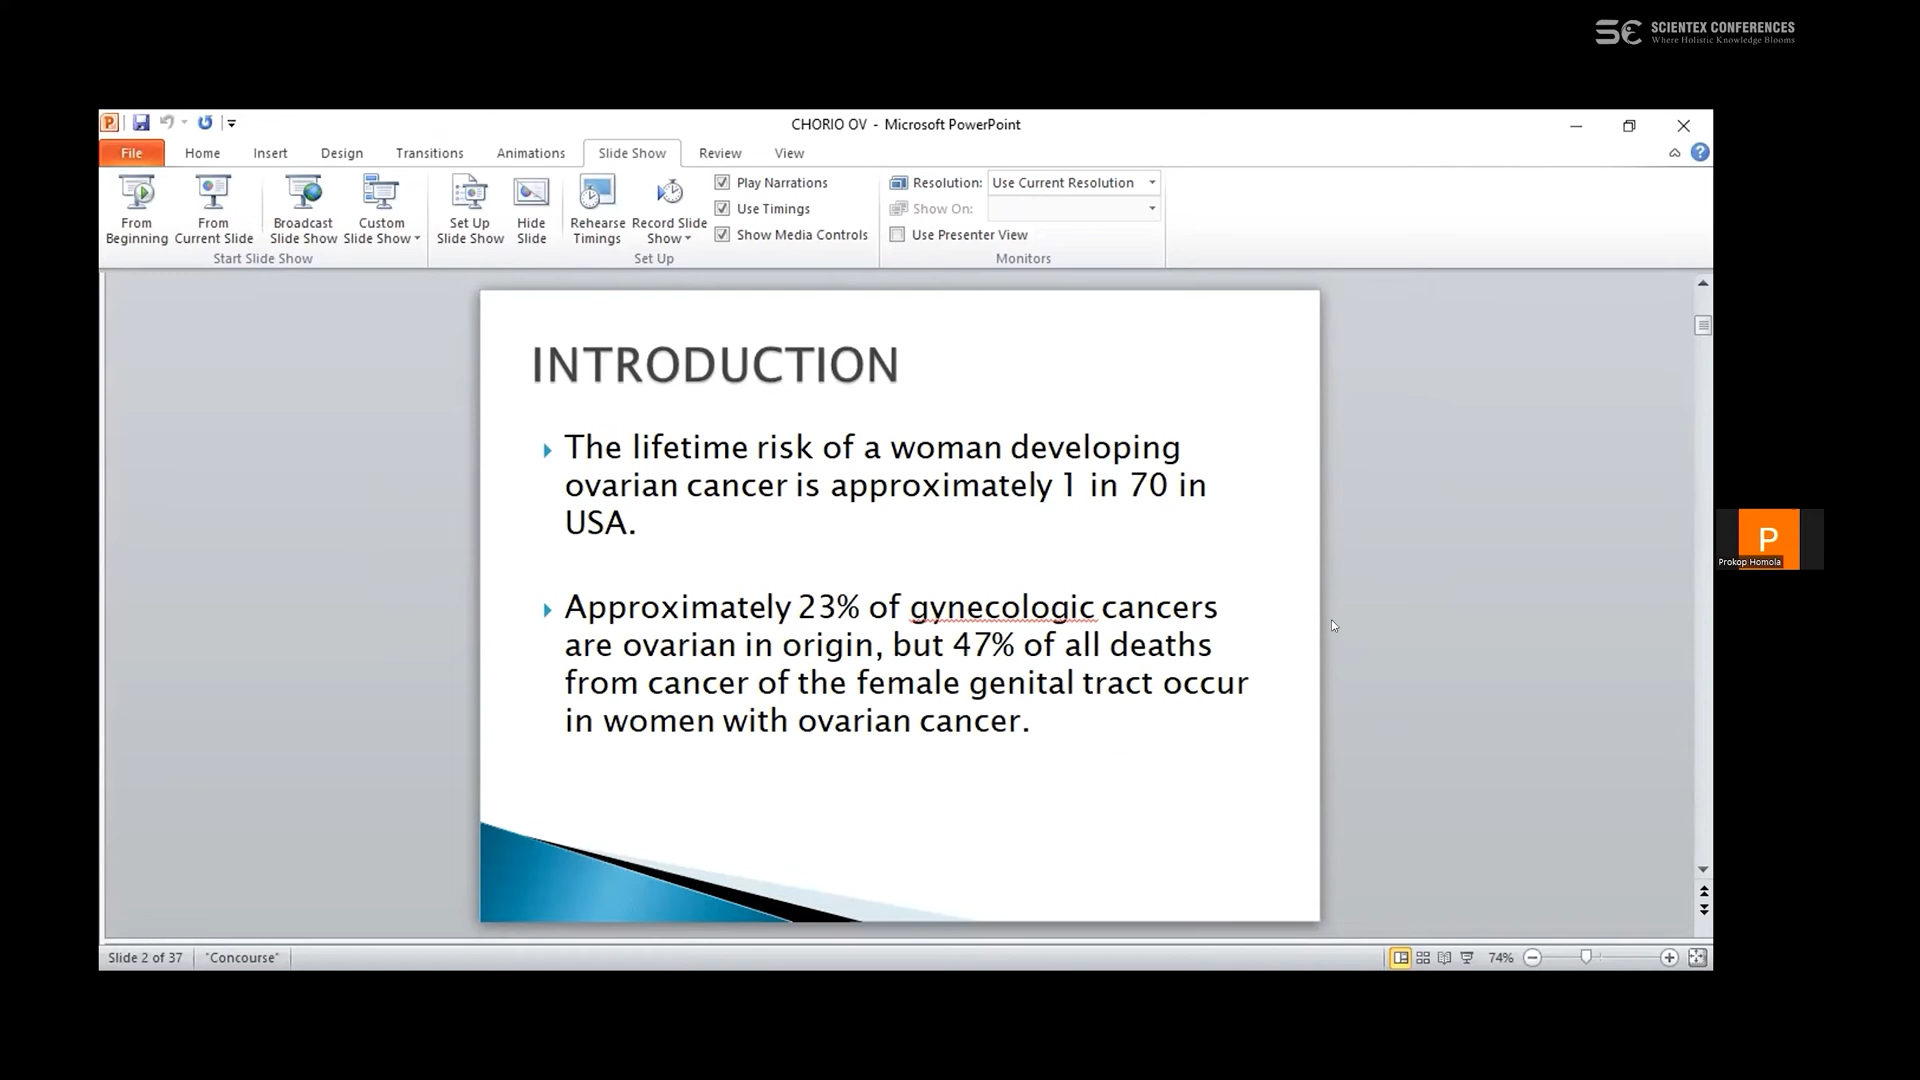 SCIENTEX CONFERENCES
Where Holistic Knowledge Blooms
CHORIO OV - Microsoft PowerPoint
File Home Insert Design Transitions Animations Slide Show Review View
From Beginning
From Current Slide
Broadcast Slide Show
Custom Slide Show
Start Slide Show
Set Up Slide Show
Hide Slide
Rehearse Timings
Record Slide Show
Play Narrations
Use Timings
Show Media Controls
Set Up
Resolution: Use Current Resolution
Show On:
Use Presenter View
Monitors
INTRODUCTION
The lifetime risk of a woman developing
ovarian cancer is approximately 1 in 70 in
USA.
Approximately 23% of gynecologic cancers
are ovarian in origin, but 47% of all deaths
from cancer of the female genital tract occur
in women with ovarian cancer.
P
Prokop Homola
Slide 2 of 37 "Concourse" 74%